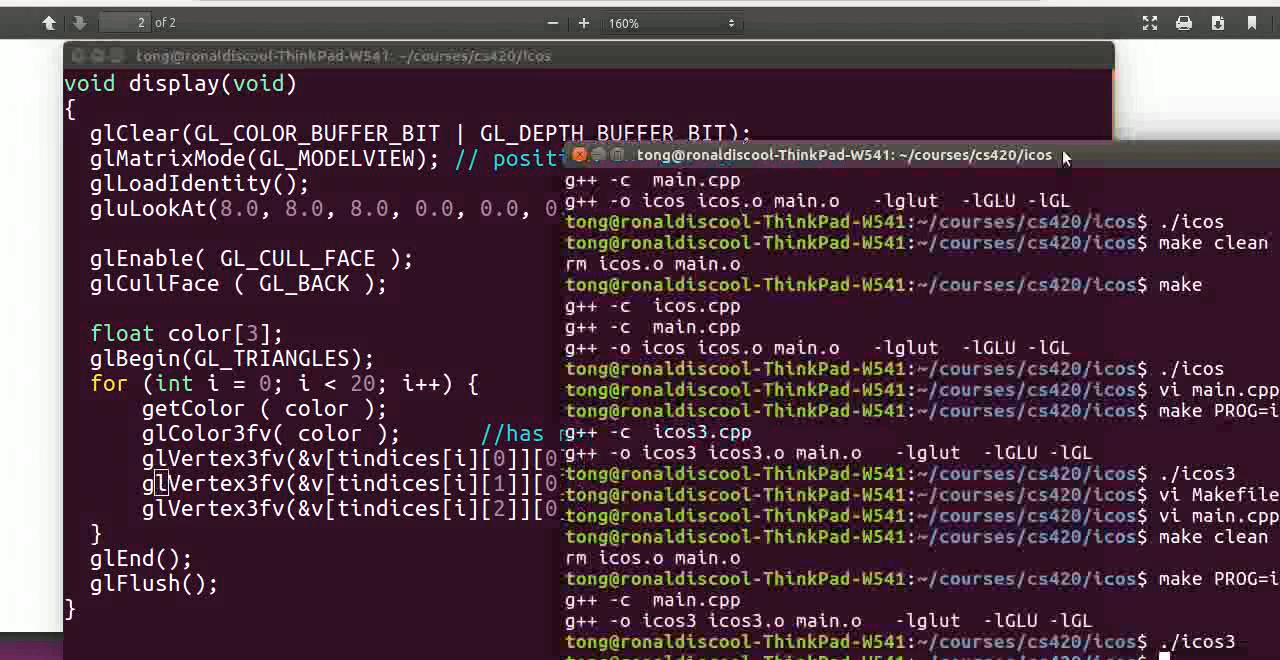 2 of 2
160%
tong@ronaldiscool-ThinkPad-W541: ~/courses/cs420/icos
void display(void)
{
glClear(GL_COLOR_BUFFER_BIT | GL_DEPTH_BUFFER_BIT);
glMatrixMode(GL_MODELVIEW); // posit
glLoadIdentity();
gluLookAt(8.0, 8.0, 8.0, 0.0, 0.0, 0
glEnable( GL_CULL_FACE );
glCullFace ( GL_BACK );
float color[3];
glBegin(GL_TRIANGLES);
for (int i = 0; i < 20; i++) {
getColor ( color );
glColor3fv( color ); //has
glVertex3fv(&v[tindices[i][0]][0
glVertex3fv(&v[tindices[i][1]][0
glVertex3fv(&v[tindices[i][2]][0
}
glEnd();
glFlush();
}
tong@ronaldiscool-ThinkPad-W541: ~/courses/cs420/icos
g++ -c main.cpp
g++ -o icos icos.o main.o -lglut -lGLU -lGL
tong@ronaldiscool-ThinkPad-W541:~/courses/cs420/icos$ ./icos
tong@ronaldiscool-ThinkPad-W541:~/courses/cs420/icos$ make clean
rm icos.o main.o
tong@ronaldiscool-ThinkPad-W541:~/courses/cs420/icos$ make
g++ -c icos.cpp
g++ -c main.cpp
g++ -o icos icos.o main.o -lglut -lGLU -lGL
tong@ronaldiscool-ThinkPad-W541:~/courses/cs420/icos$ ./icos
tong@ronaldiscool-ThinkPad-W541:~/courses/cs420/icos$ vi main.cpp
tong@ronaldiscool-ThinkPad-W541:~/courses/cs420/icos$ make PROG=i
g++ -c icos3.cpp
g++ -o icos3 icos3.o main.o -lglut -lGLU -lGL
tong@ronaldiscool-ThinkPad-W541:~/courses/cs420/icos$ ./icos3
tong@ronaldiscool-ThinkPad-W541:~/courses/cs420/icos$ vi Makefile
tong@ronaldiscool-ThinkPad-W541:~/courses/cs420/icos$ vi main.cpp
tong@ronaldiscool-ThinkPad-W541:~/courses/cs420/icos$ make clean
rm icos.o main.o
tong@ronaldiscool-ThinkPad-W541:~/courses/cs420/icos$ make PROG=i
g++ -c main.cpp
g++ -o icos3 icos3.o main.o -lglut -lGLU -lGL
tong@ronaldiscool-ThinkPad-W541:~/courses/cs420/icos$ ./icos3